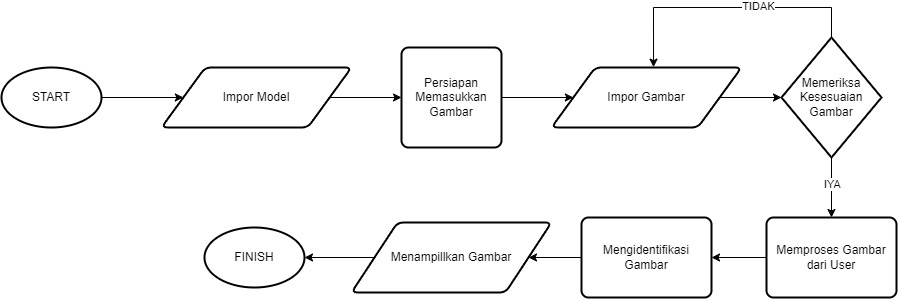 TIDAK
START
Impor Model
Persiapan
Memasukkan
Gambar
Impor Gambar
Memeriksa
Kesesuaian
Gambar
IYA
Memproses Gambar
dari User
Mengidentifikasi
Gambar
Menampillkan Gambar
FINISH